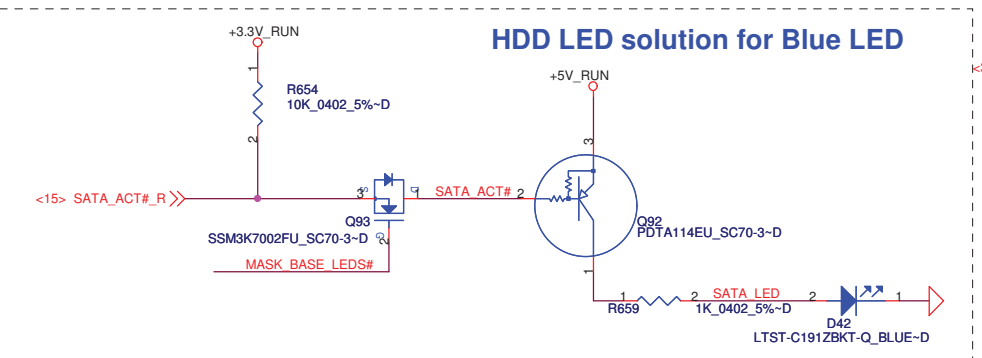 HDD LED solution for Blue LED
+3.3V_RUN
+5V_RUN
1
R654
10K_0402_5%~D
2
3
<15> SATA_ACT#_R
3
S
D
1
SATA_ACT#
2
Q93
SSM3K7002FU_SC70-3~D
G
2
Q92
PDTA114EU_SC70-3~D
MASK_BASE_LEDS#
1
1
2
SATA_LED
2
1
R659
1K_0402_5%~D
D42
LTST-C191ZBKT-Q_BLUE~D